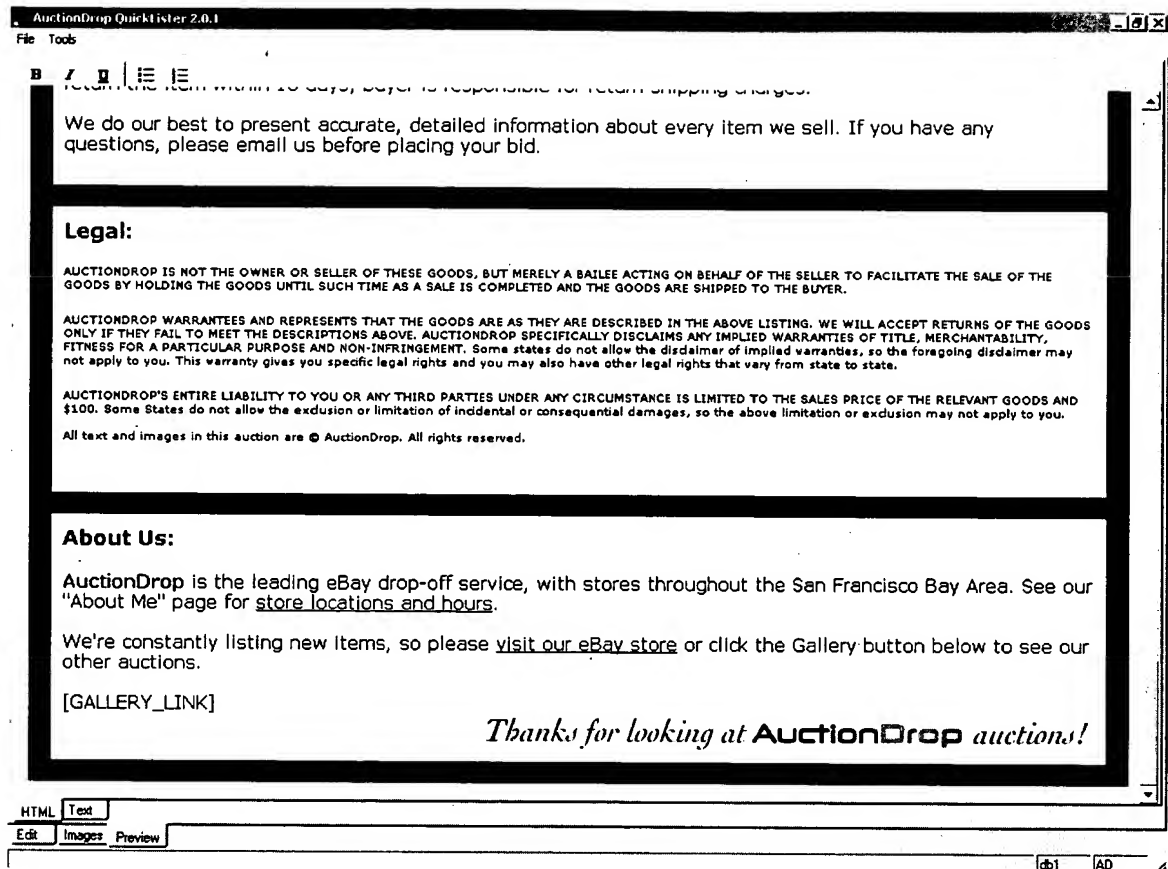 AuctionDrop QuickLister 2.0.1
File Tools
B I U
return the item within 10 days, buyer is responsible for return shipping charges.
We do our best to present accurate, detailed information about every item we sell. If you have any
questions, please email us before placing your bid.
Legal:
AUCTIONDROP IS NOT THE OWNER OR SELLER OF THESE GOODS, BUT MERELY A BAILEE ACTING ON BEHALF OF THE SELLER TO FACILITATE THE SALE OF THE
GOODS BY HOLDING THE GOODS UNTIL SUCH TIME AS A SALE IS COMPLETED AND THE GOODS ARE SHIPPED TO THE BUYER.
AUCTIONDROP WARRANTEES AND REPRESENTS THAT THE GOODS ARE AS THEY ARE DESCRIBED IN THE ABOVE LISTING. WE WILL ACCEPT RETURNS OF THE GOODS
ONLY IF THEY FAIL TO MEET THE DESCRIPTIONS ABOVE. AUCTIONDROP SPECIFICALLY DISCLAIMS ANY IMPLIED WARRANTIES OF TITLE, MERCHANTABILITY,
FITNESS FOR A PARTICULAR PURPOSE AND NON-INFRINGEMENT. Some states do not allow the disclaimer of implied warranties, so the foregoing disclaimer may
not apply to you. This warranty gives you specific legal rights and you may also have other legal rights that vary from state to state.
AUCTIONDROP'S ENTIRE LIABILITY TO YOU OR ANY THIRD PARTIES UNDER ANY CIRCUMSTANCE IS LIMITED TO THE SALES PRICE OF THE RELEVANT GOODS AND
$100. Some States do not allow the exclusion or limitation of incidental or consequential damages, so the above limitation or exclusion may not apply to you.
All text and images in this auction are © AuctionDrop. All rights reserved.
About Us:
AuctionDrop is the leading eBay drop-off service, with stores throughout the San Francisco Bay Area. See our
"About Me" page for store locations and hours.
We're constantly listing new items, so please visit our eBay store or click the Gallery button below to see our
other auctions.
[GALLERY_LINK]
Thanks for looking at AuctionDrop auctions!
HTML Text
Edit Images Preview
db1 AD